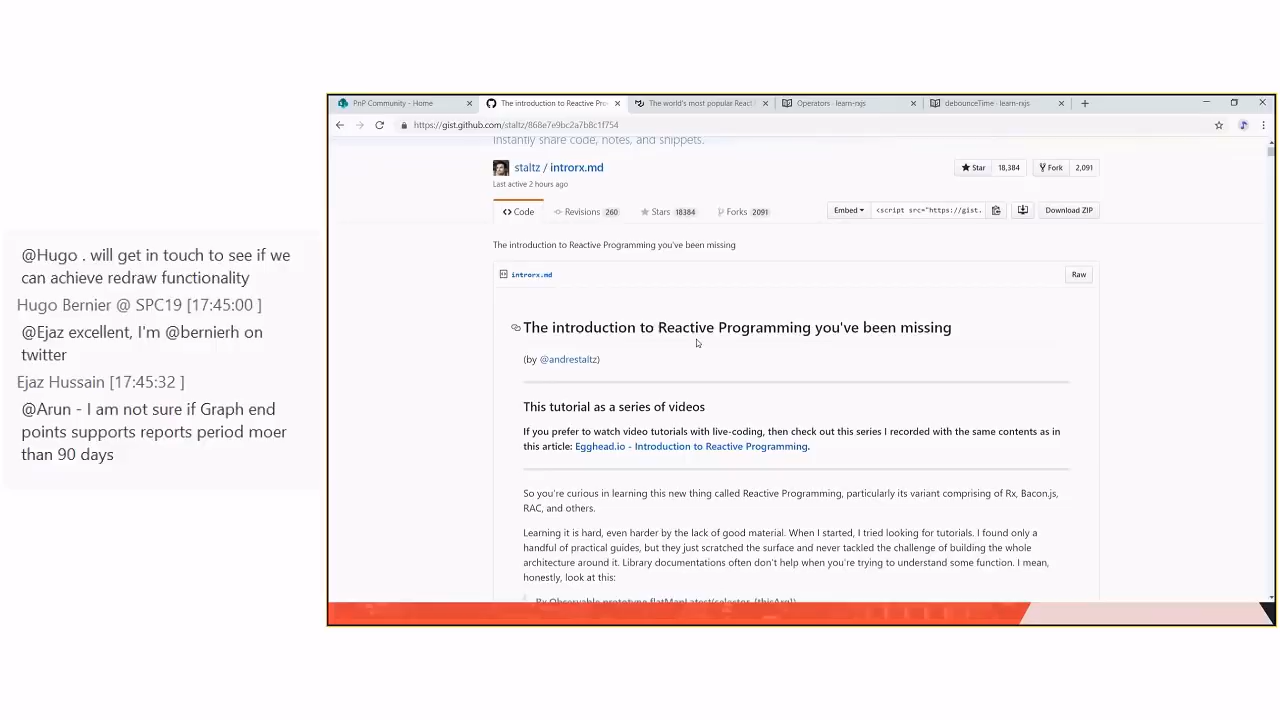 @Hugo . will get in touch to see if we
can achieve redraw functionality
Hugo Bernier @ SPC19 [17:45:00 ]
@Ejaz excellent, I'm @bernierh on
twitter
Ejaz Hussain [17:45:32 ]
@Arun - I am not sure if Graph end
points supports reports period moer
than 90 days
PnP Community - Home
The introduction to Reactive Pro
The world's most popular React
Operators - learn-rxjs
debounceTime - learn-rxjs
https://gist.github.com/staltz/868e7e9bc2a7b8c1f754
Instantly share code, notes, and snippets.
staltz / introrx.md
Star 18,384
Fork 2,091
Last active 2 hours ago
Code
Revisions 260
Stars 18384
Forks 2091
Embed
<script src="https://gist.
Download ZIP
The introduction to Reactive Programming you've been missing
introrx.md
Raw
The introduction to Reactive Programming you've been missing
(by @andrestaltz)
This tutorial as a series of videos
If you prefer to watch video tutorials with live-coding, then check out this series I recorded with the same contents as in
this article: Egghead.io - Introduction to Reactive Programming.
So you're curious in learning this new thing called Reactive Programming, particularly its variant comprising of Rx, Bacon.js,
RAC, and others.
Learning it is hard, even harder by the lack of good material. When I started, I tried looking for tutorials. I found only a
handful of practical guides, but they just scratched the surface and never tackled the challenge of building the whole
architecture around it. Library documentations often don't help when you're trying to understand some function. I mean,
honestly, look at this:
Rx.Observable.prototype.flatMapLatest(selector, [thisArg])